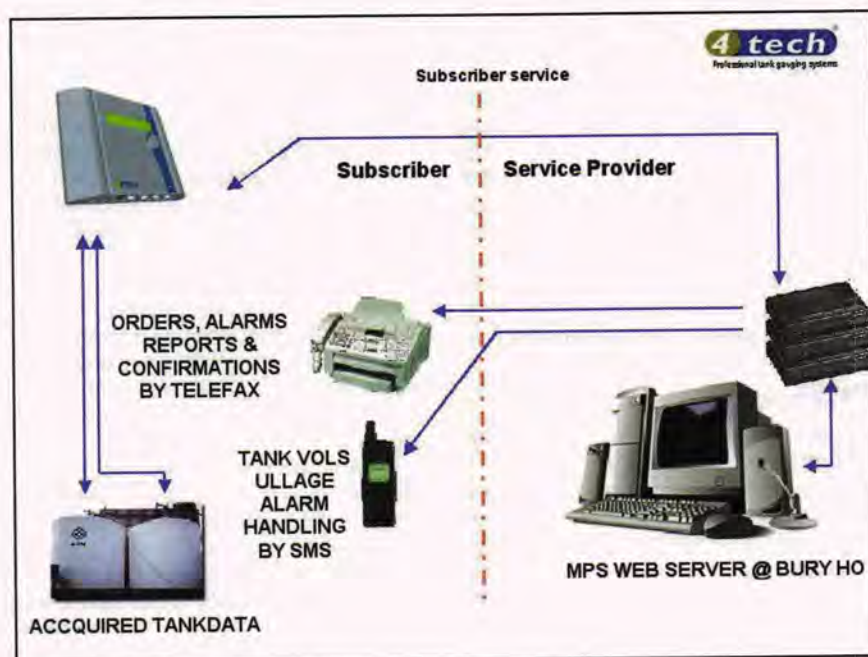 4 tech
Professional tank gauging systems
Subscriber service
Subscriber
Service Provider
ORDERS, ALARMS
REPORTS &
CONFIRMATIONS
BY TELEFAX
TANK VOLS
ULLAGE
ALARM
HANDLING
BY SMS
MPS WEB SERVER @ BURY HO
ACCQUIRED TANKDATA